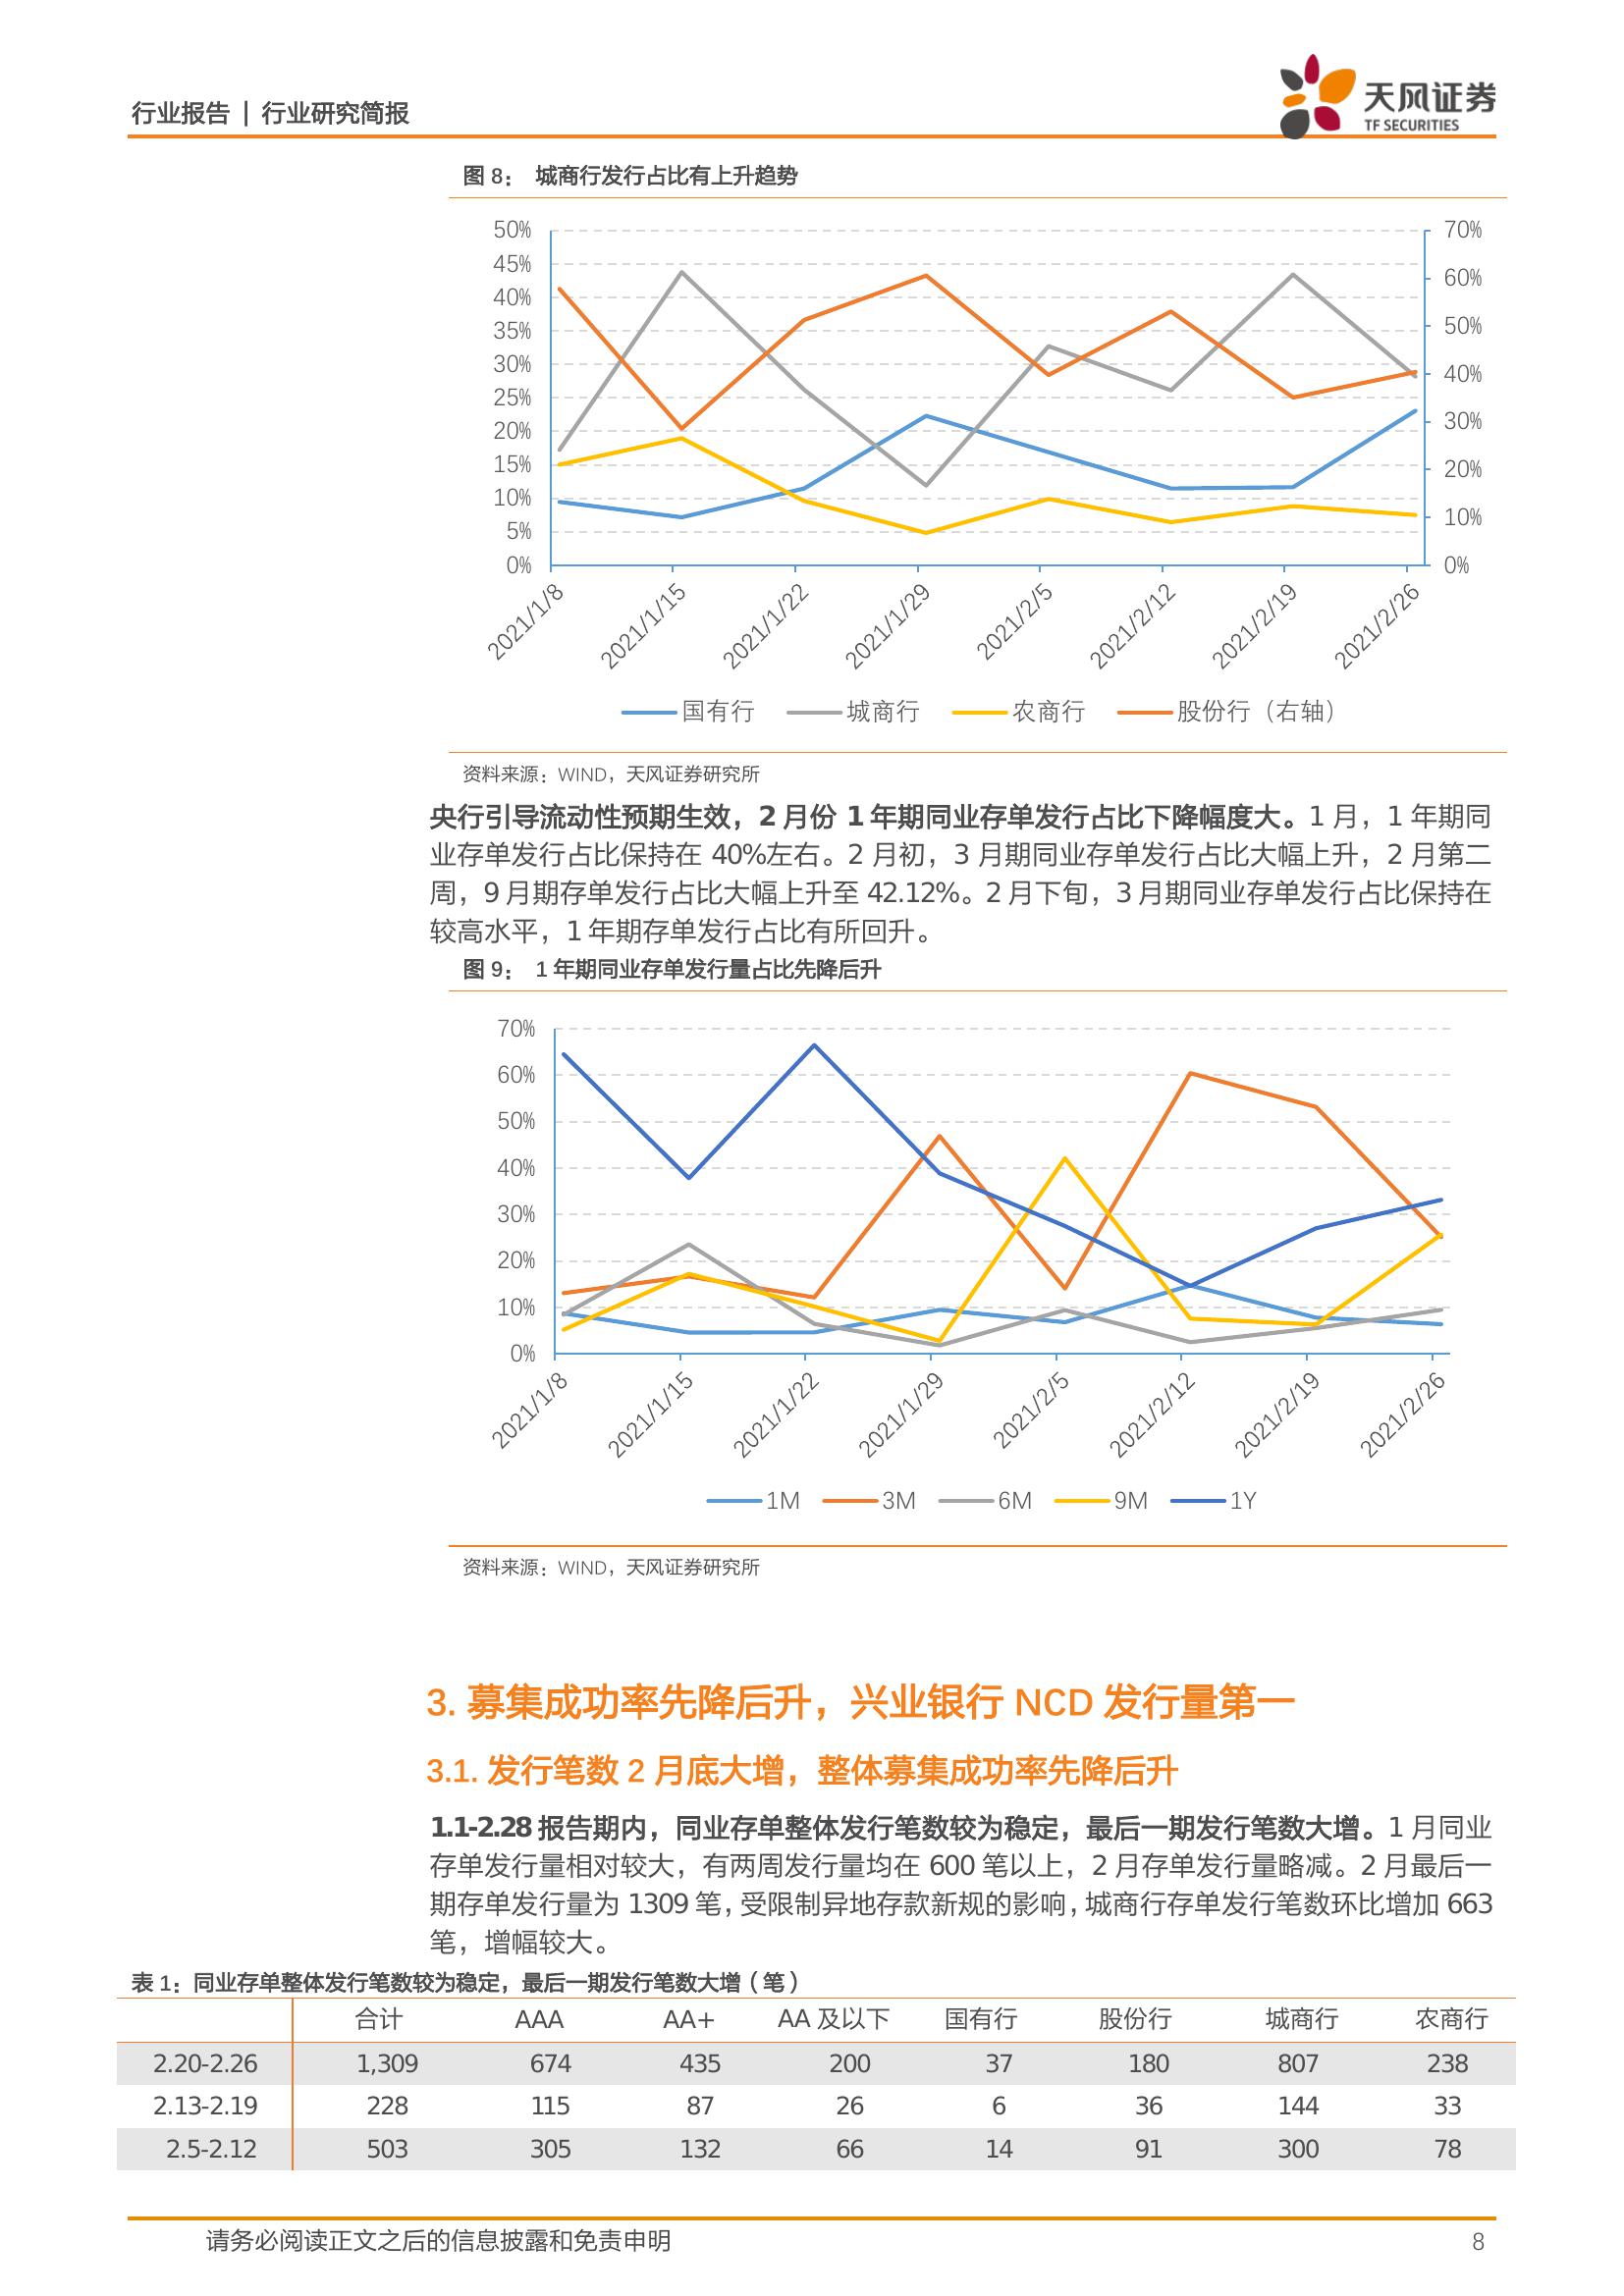 行业报告 | 行业研究简报
天风证券
TF SECURITIES
图 8： 城商行发行占比有上升趋势
50%
45%
40%
35%
30%
25%
20%
15%
10%
5%
0%
70%
60%
50%
40%
30%
20%
10%
0%
2021/1/8 2021/1/15 2021/1/22 2021/1/29 2021/2/5 2021/2/12 2021/2/19 2021/2/26
国有行 城商行 农商行 股份行（右轴）
资料来源：WIND，天风证券研究所
央行引导流动性预期生效，2 月份 1 年期同业存单发行占比下降幅度大。1 月，1 年期同
业存单发行占比保持在 40%左右。2 月初，3 月期同业存单发行占比大幅上升，2 月第二
周，9 月期存单发行占比大幅上升至 42.12%。2 月下旬，3 月期同业存单发行占比保持在
较高水平，1 年期存单发行占比有所回升。
图 9： 1 年期同业存单发行量占比先降后升
70%
60%
50%
40%
30%
20%
10%
0%
2021/1/8 2021/1/15 2021/1/22 2021/1/29 2021/2/5 2021/2/12 2021/2/19 2021/2/26
1M 3M 6M 9M 1Y
资料来源：WIND，天风证券研究所
3. 募集成功率先降后升，兴业银行 NCD 发行量第一
3.1. 发行笔数 2 月底大增，整体募集成功率先降后升
1.1-2.28 报告期内，同业存单整体发行笔数较为稳定，最后一期发行笔数大增。1 月同业
存单发行量相对较大，有两周发行量均在 600 笔以上，2 月存单发行量略减。2 月最后一
期存单发行量为 1309 笔，受限制异地存款新规的影响，城商行存单发行笔数环比增加 663
笔，增幅较大。
表 1：同业存单整体发行笔数较为稳定，最后一期发行笔数大增（笔）
合计 AAA AA+ AA 及以下 国有行 股份行 城商行 农商行
2.20-2.26 1,309 674 435 200 37 180 807 238
2.13-2.19 228 115 87 26 6 36 144 33
2.5-2.12 503 305 132 66 14 91 300 78
请务必阅读正文之后的信息披露和免责申明 8